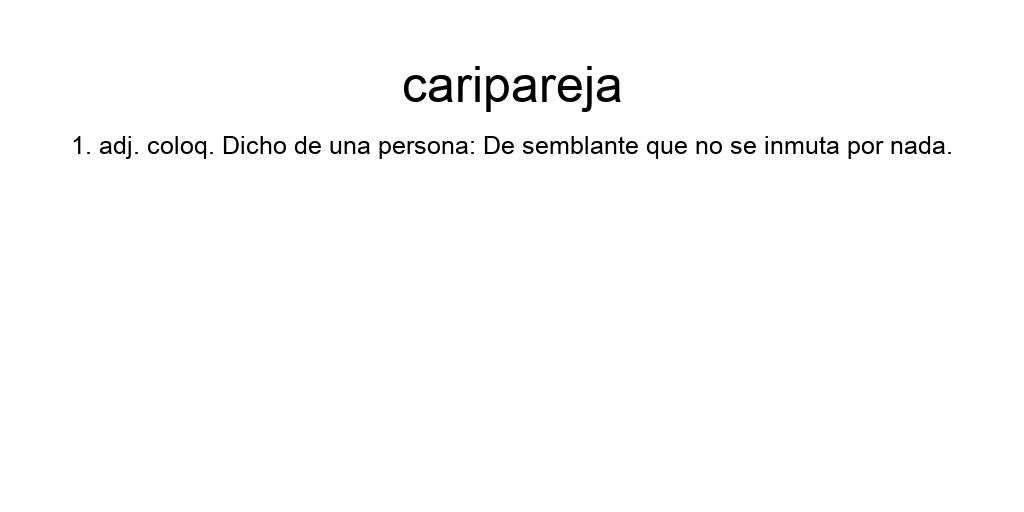 caripareja
1. adj. coloq. Dicho de una persona: De semblante que no se inmuta por nada.